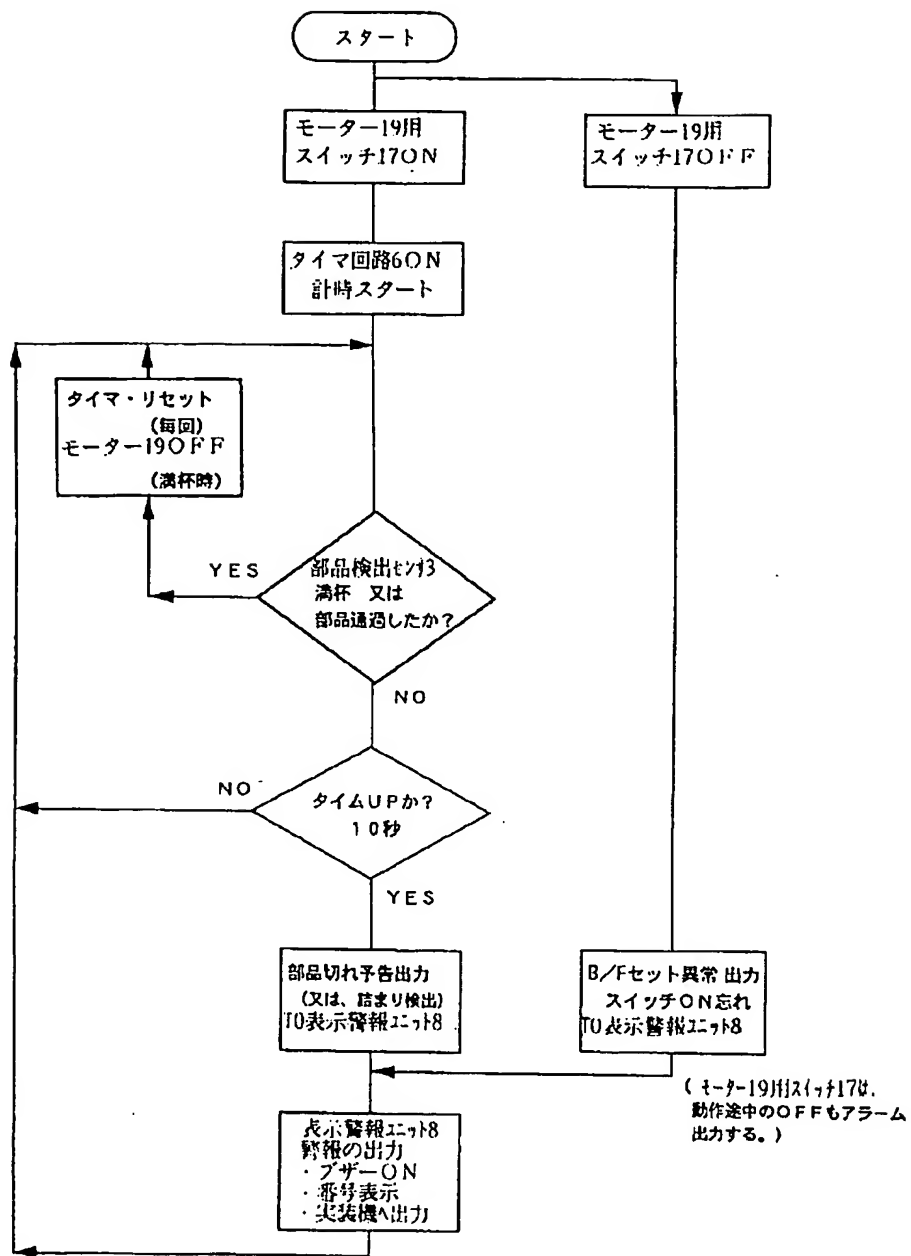 スタート
モーター19用
スイッチ17ON
モーター19用
スイッチ17OFF
タイマ回路6ON
計時スタート
タイマ・リセット
(毎回)
モーター19OFF
(満杯時)
YES
部品検出センサ3
満杯 又は
部品通過したか?
NO
NO
タイムUPか?
10秒
YES
部品切れ予告出力
(又は、詰まり検出)
TO表示警報ユニット8
B/Fセット異常出力
スイッチON忘れ
TO表示警報ユニット8
(モーター19用スイッチ17は、
動作途中のOFFもアラーム
出力する。)
表示警報ユニット8
警報の出力
・ブザーON
・番号表示
・実装機へ出力